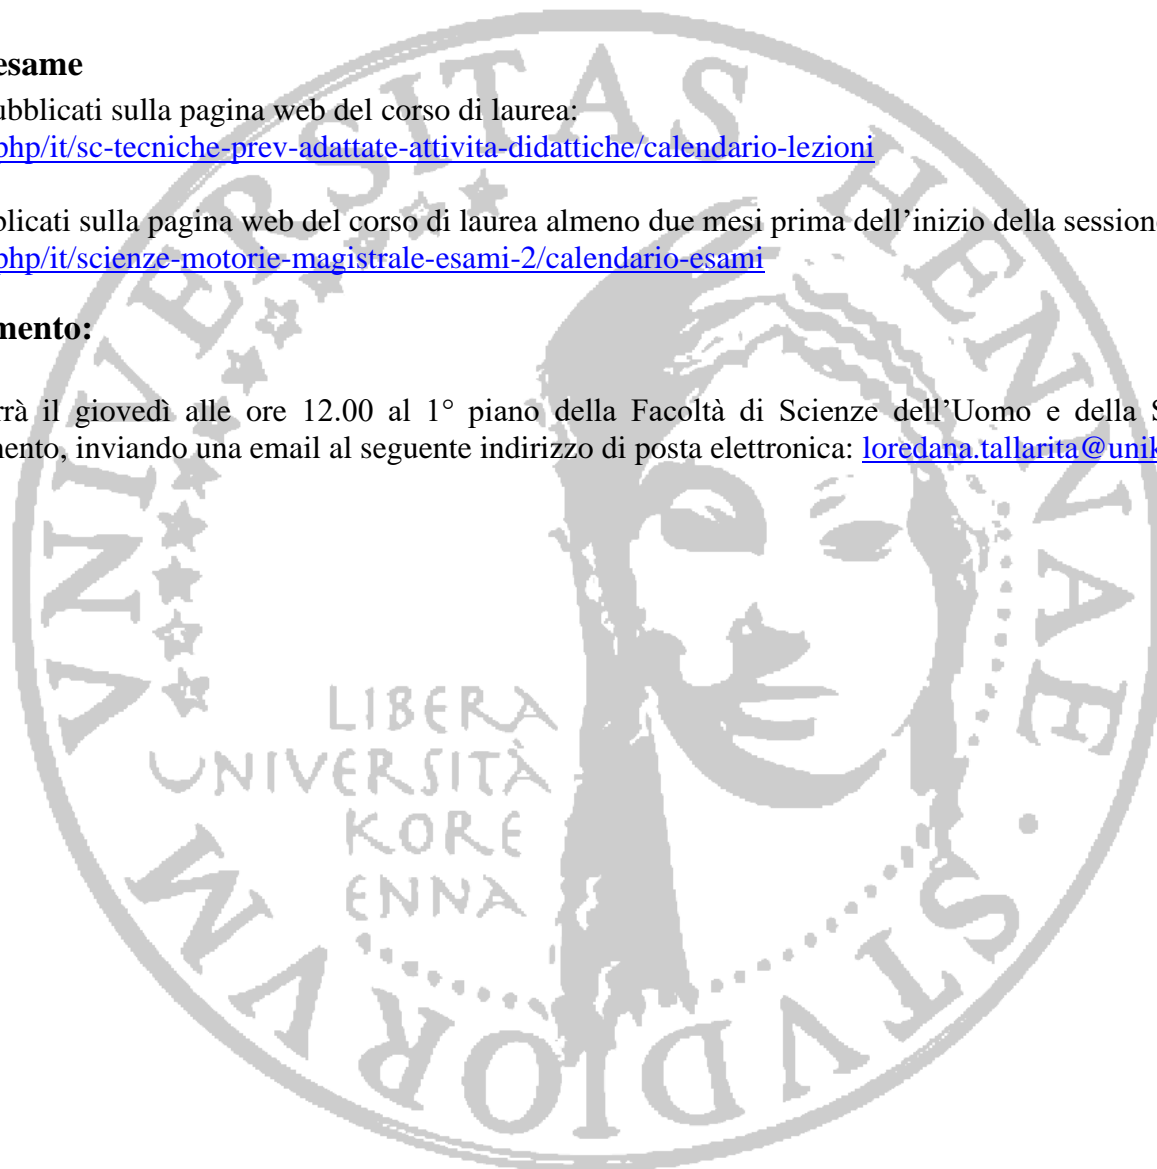 esame
ubblicati sulla pagina web del corso di laurea:
php/it/sc-tecniche-prev-adattate-attivita-didattiche/calendario-lezioni
blicati sulla pagina web del corso di laurea almeno due mesi prima dell’inizio della session
php/it/scienze-motorie-magistrale-esami-2/calendario-esami
mento:
rrà il giovedì alle ore 12.00 al 1° piano della Facoltà di Scienze dell’Uomo e della S
mento, inviando una email al seguente indirizzo di posta elettronica: loredana.tallarita@unik
VNIVERSITAS HENNAE · STVDIORVM
LIBERA
UNIVERSITÀ
KORE
ENNA